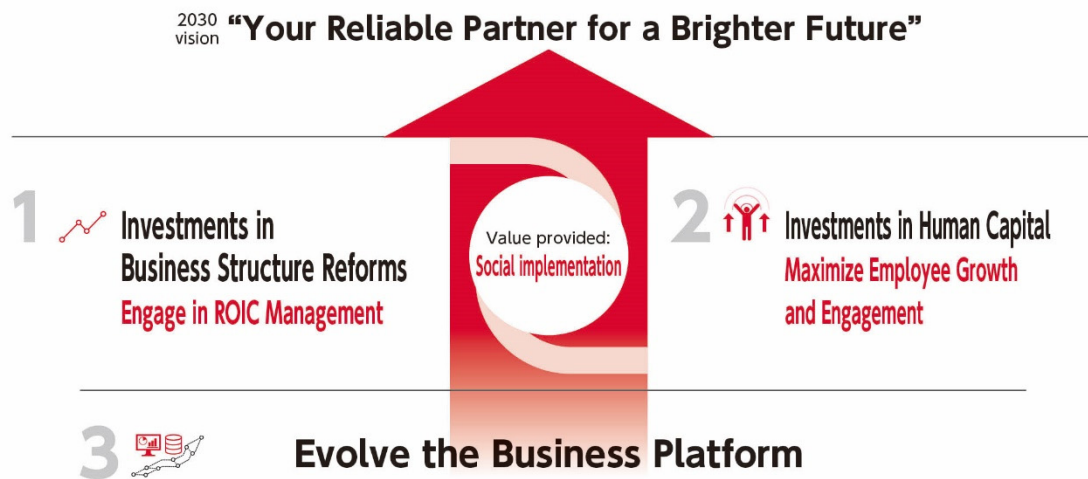 2030
vision
“Your Reliable Partner for a Brighter Future”
1
Investments in
Business Structure Reforms
Engage in ROIC Management
Value provided:
Social implementation
2
Investments in Human Capital
Maximize Employee Growth
and Engagement
3
Evolve the Business Platform